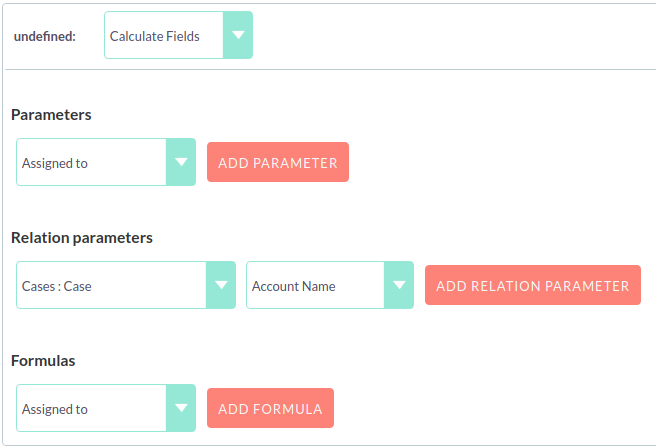 undefined: Calculate Fields
Parameters
Assigned to ADD PARAMETER
Relation parameters
Cases : Case Account Name ADD RELATION PARAMETER
Formulas
Assigned to ADD FORMULA